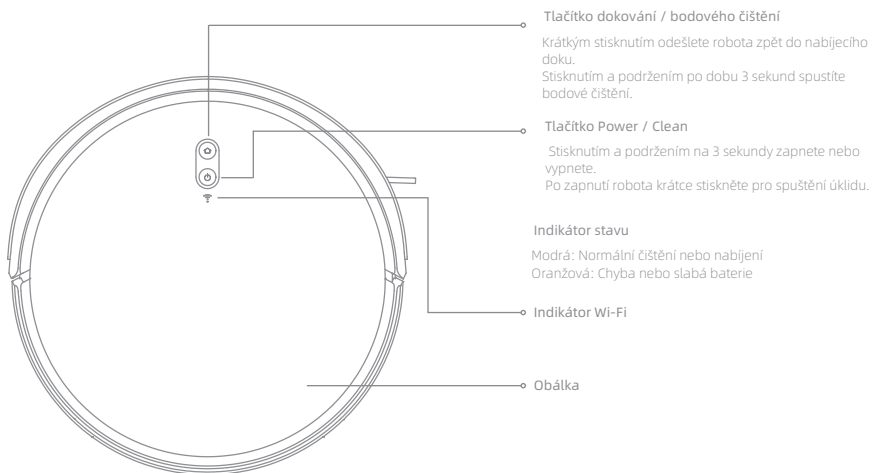 Tlačítko dokování / bodového čištění
Krátkým stisknutím odešlete robota zpět do nabíjecího
doku.
Stisknutím a podržením po dobu 3 sekund spustíte
bodové čištění.
Tlačítko Power / Clean
Stisknutím a podržením na 3 sekundy zapnete nebo
vypnete.
Po zapnutí robota krátce stiskněte pro spuštění úklidu.
Indikátor stavu
Modrá: Normální čištění nebo nabíjení
Oranžová: Chyba nebo slabá baterie
Indikátor Wi-Fi
Obálka